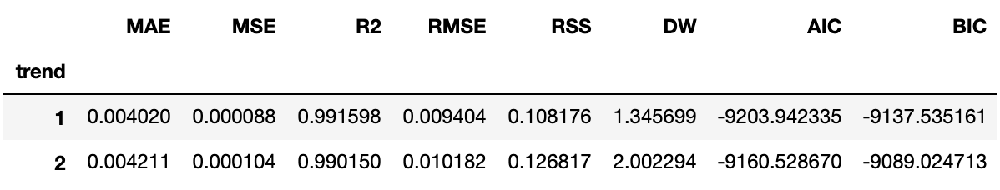 MAE MSE R2 RMSE RSS DW AIC BIC
trend
1 0.004020 0.000088 0.991598 0.009404 0.108176 1.345699 -9203.942335 -9137.535161
2 0.004211 0.000104 0.990150 0.010182 0.126817 2.002294 -9160.528670 -9089.024713